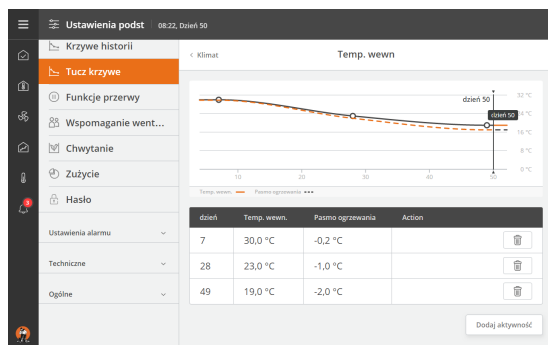 Ustawienia podst 08:22, Dzień 50
3
Krzywe historii
Tucz krzywe
Funkcje przerwy
Wspomaganie went...
Chwytanie
Zużycie
Hasło
Ustawienia alarmu
Techniczne
Ogólne
< Klimat
Temp. wewn
dzień 50
dzień 50
32 °C
24 °C
16 °C
8 °C
0 °C
10 20 30 40 50
Temp. wewn. Pasmo ogrzewania
dzień Temp. wewn. Pasmo ogrzewania Action
7 30,0 °C -0,2 °C
28 23,0 °C -1,0 °C
49 19,0 °C -2,0 °C
Dodaj aktywność